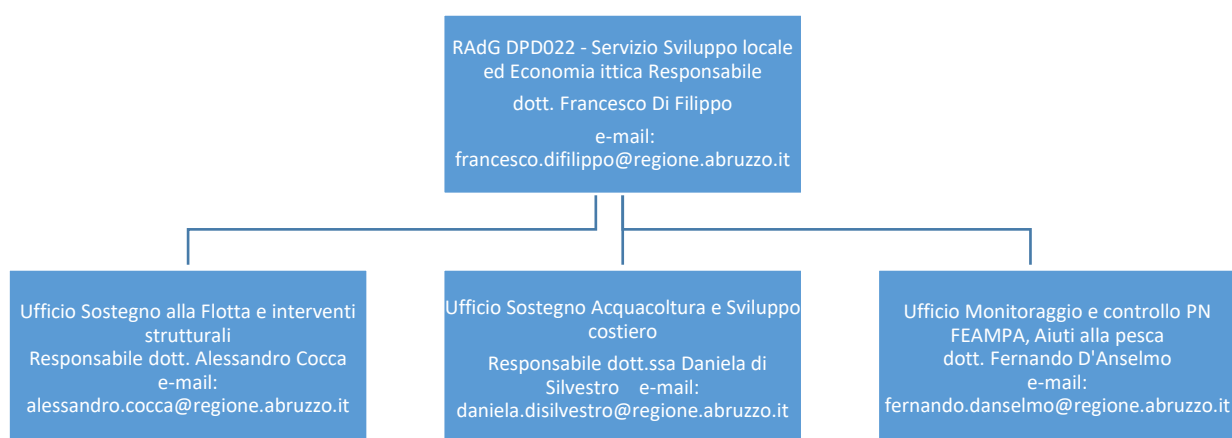 RAdG DPD022 - Servizio Sviluppo locale
ed Economia ittica Responsabile
dott. Francesco Di Filippo
e-mail:
francesco.difilippo@regione.abruzzo.it
Ufficio Sostegno alla Flotta e interventi
strutturali
Responsabile dott. Alessandro Cocca
e-mail:
alessandro.cocca@regione.abruzzo.it
Ufficio Sostegno Acquacoltura e Sviluppo
costiero
Responsabile dott.ssa Daniela di
Silvestro e-mail:
daniela.disilvestro@regione.abruzzo.it
Ufficio Monitoraggio e controllo PN
FEAMPA, Aiuti alla pesca
dott. Fernando D'Anselmo
e-mail:
fernando.danselmo@regione.abruzzo.it